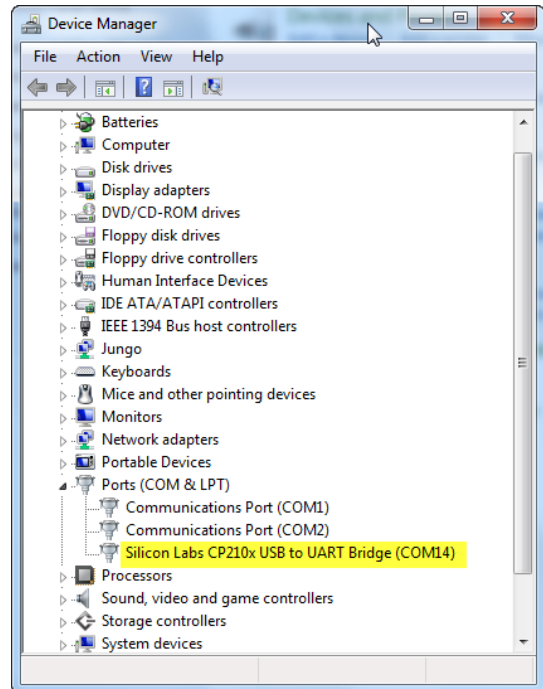 Device Manager
File Action View Help
Batteries
Computer
Disk drives
Display adapters
DVD/CD-ROM drives
Floppy disk drives
Floppy drive controllers
Human Interface Devices
IDE ATA/ATAPI controllers
IEEE 1394 Bus host controllers
Jungo
Keyboards
Mice and other pointing devices
Monitors
Network adapters
Portable Devices
Ports (COM & LPT)
Communications Port (COM1)
Communications Port (COM2)
Silicon Labs CP210x USB to UART Bridge (COM14)
Processors
Sound, video and game controllers
Storage controllers
System devices